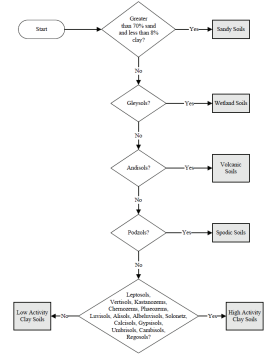 Start
Greater
than 70% sand
and less than 8%
clay?
Yes
Sandy Soils
No
Gleysols?
Yes
Wetland Soils
No
Andisols?
Yes
Volcanic
Soils
No
Podzols?
Yes
Spodic Soils
No
Leptosols,
Vertisols, Kastanozems,
Chernozems, Phaeozems,
Luvisols, Alisols, Albeluvisols, Solonetz,
Calcisols, Gypsisols,
Umbrisols, Cambisols,
Regosols?
No
Low Activity
Clay Soils
Yes
High Activity
Clay Soils